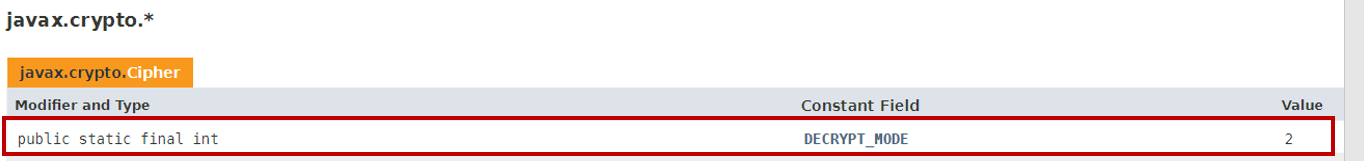 javax.crypto.*
javax.crypto.Cipher
Modifier and Type Constant Field Value
public static final int DECRYPT_MODE 2